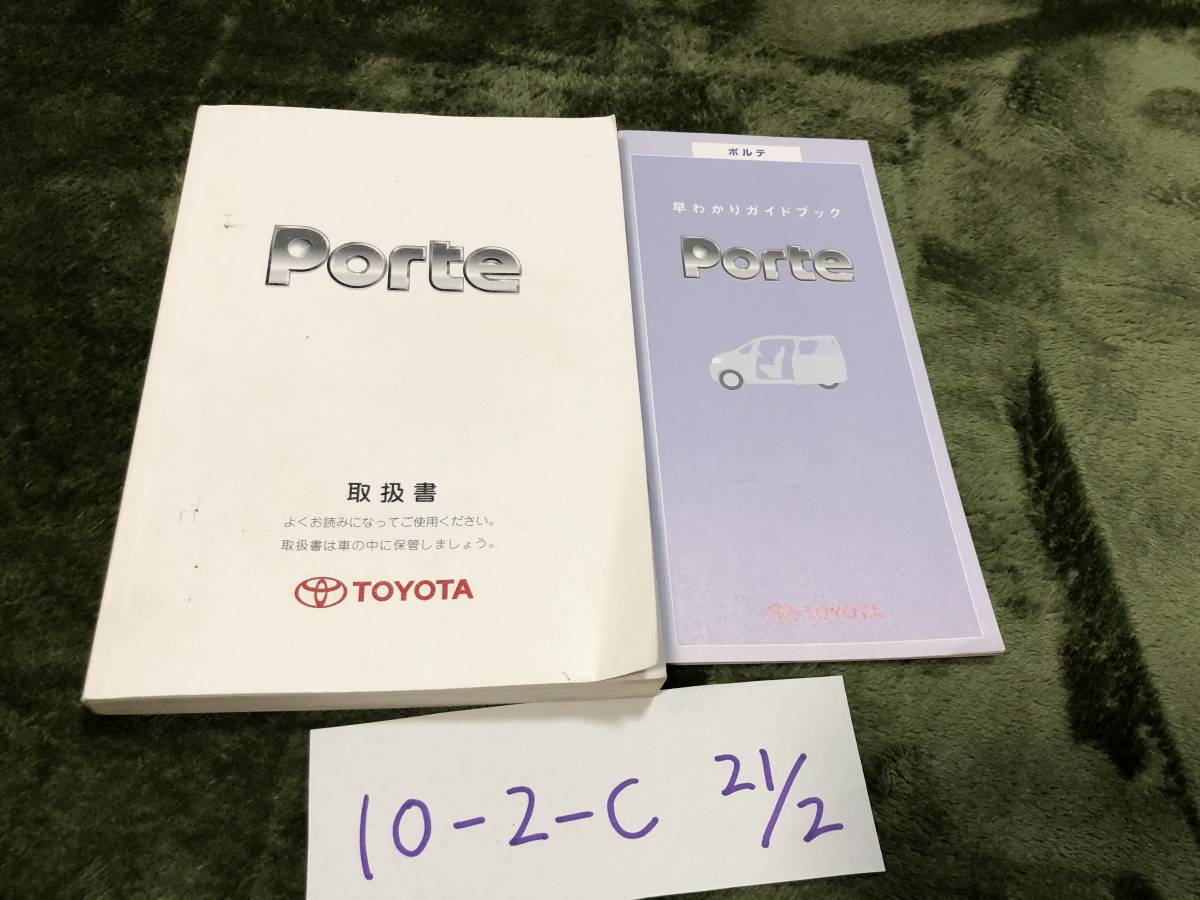 Porte
取扱書
よくお読みになってご使用ください。
取扱書は車の中に保管しましょう。
TOYOTA
ポルテ
早わかりガイドブック
Porte
TOYOTA
10-2-C 21/2